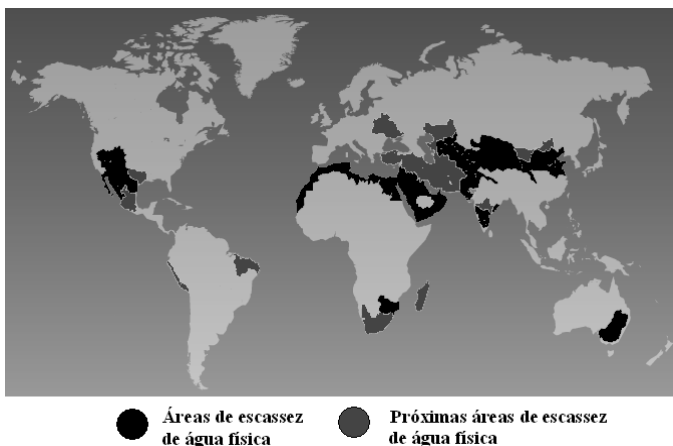 Áreas de escassez
de água física
Próximas áreas de escassez
de água física